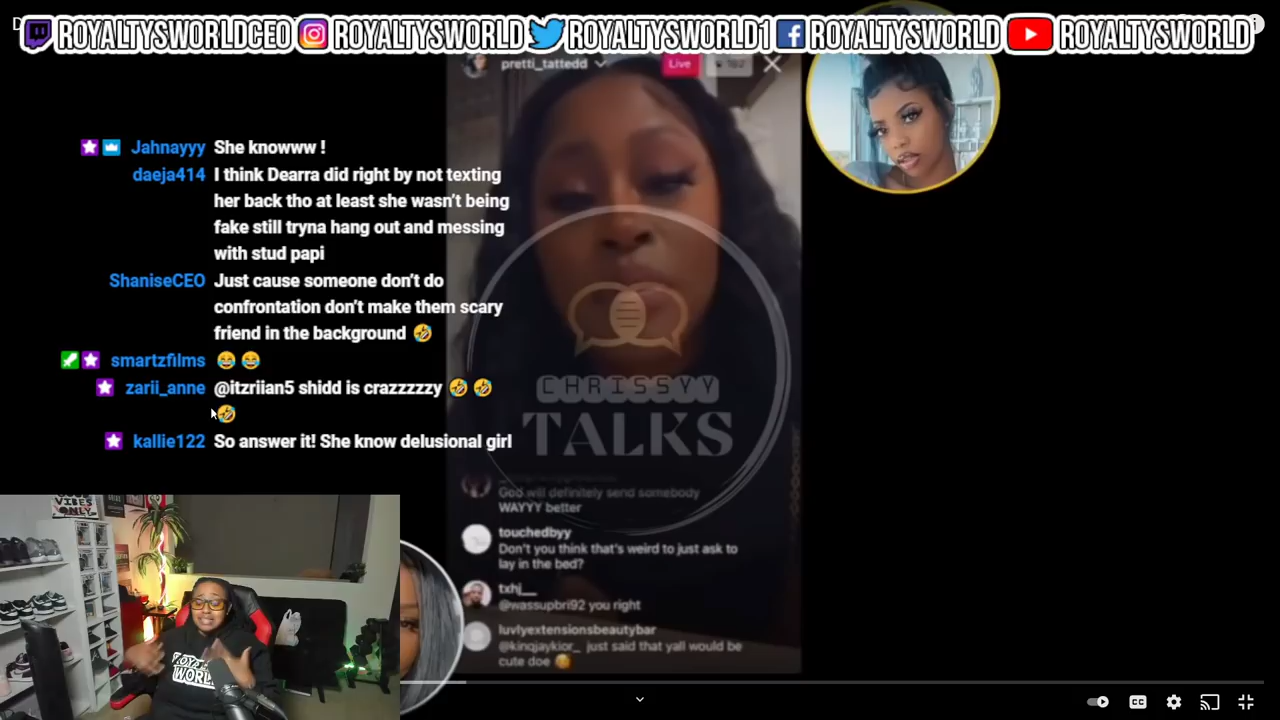 ROYALTYSWORLDCEO ROYALTYSWORLD ROYALTYSWORLD1 ROYALTYSWORLD ROYALTYSWORLD
pretti_tattedd Live
Jahnayyy She knowww !
daeja414 I think Dearra did right by not texting
her back tho at least she wasn't being
fake still tryna hang out and messing
with stud papi
ShaniseCEO Just cause someone don't do
confrontation don't make them scary
friend in the background 🤣
smartzfilms 😂 😂
zarii_anne @itzriian5 shidd is crazzzzzy 🤣 🤣
🤣
kallie122 So answer it! She know delusional girl
CHRISSYY
TALKS
God will definitely send somebody
WAYYY better
touchedbyy
Don't you think that's weird to just ask to
lay in the bed?
txhj__
@wassupbri92 you right
luvlyextensionsbeautybar
@kinqjaykior_ just said that yall would be
cute doe
VIBES
ONLY
WORLD
CC